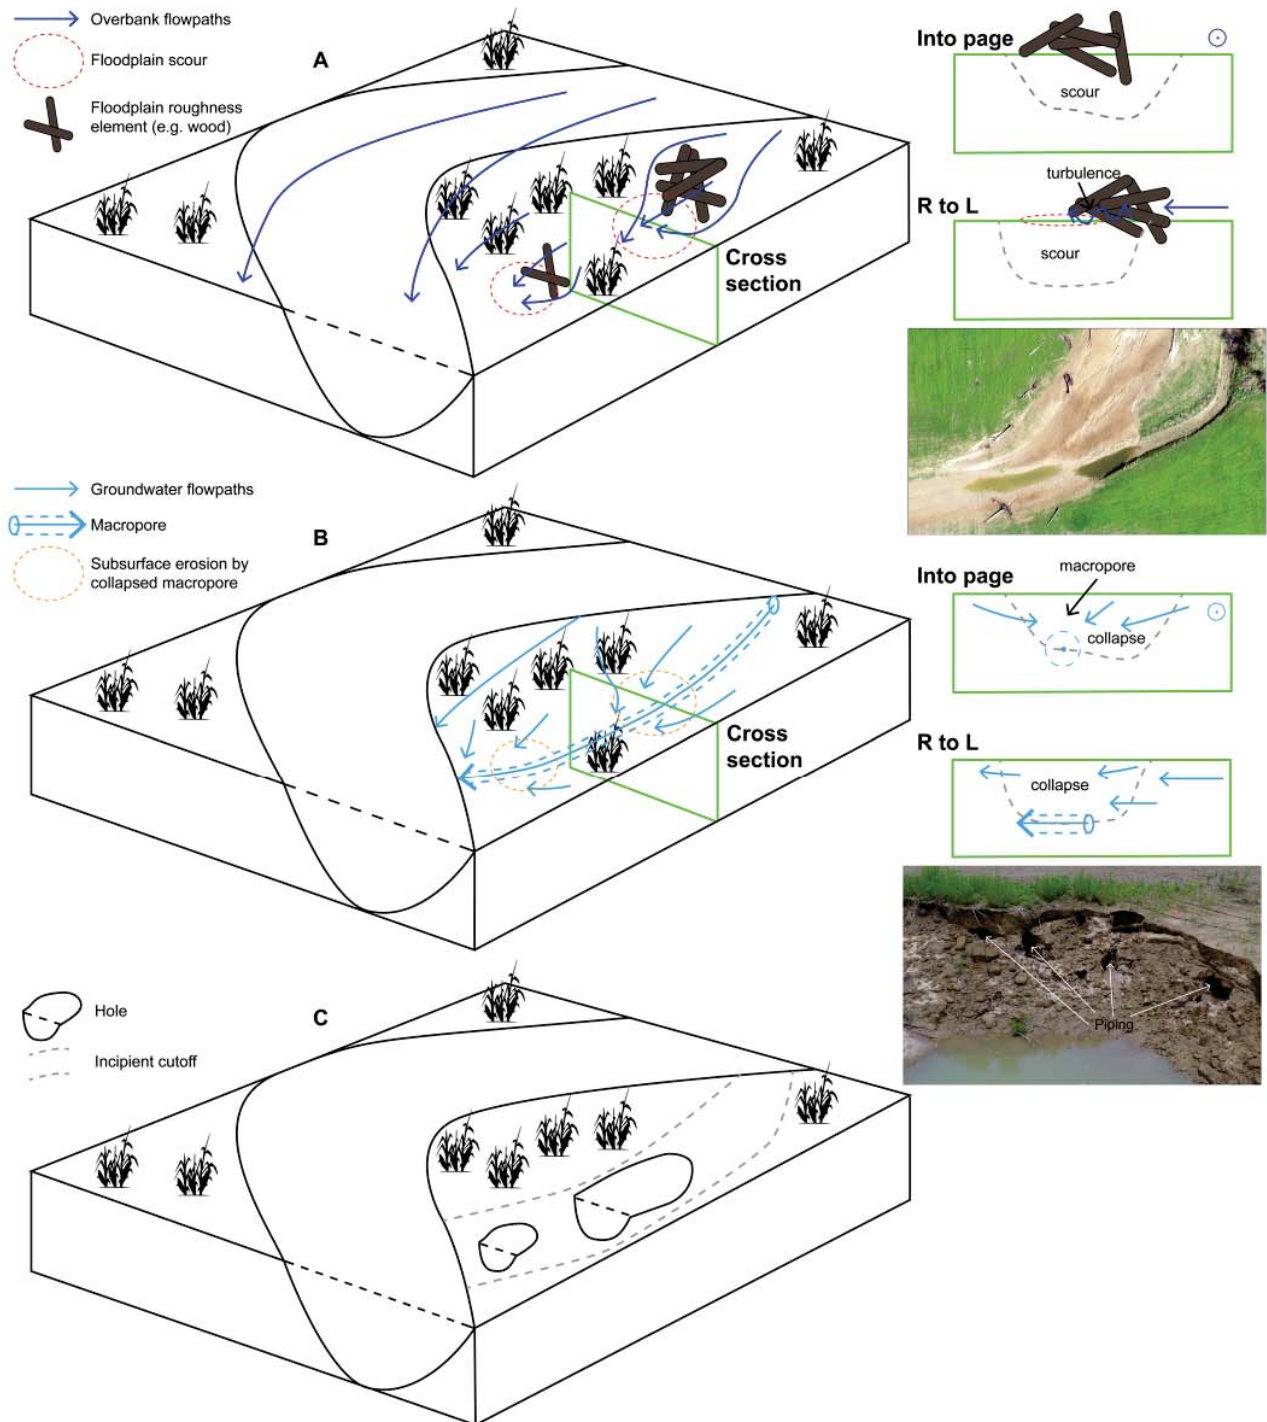 Overbank flowpaths
Floodplain scour
Floodplain roughness
element (e.g. wood)
A
Cross
section
Into page
scour
turbulence
R to L
scour
Groundwater flowpaths
Macropore
Subsurface erosion by
collapsed macropore
B
Cross
section
Into page
macropore
collapse
R to L
collapse
Piping
Hole
Incipient cutoff
C